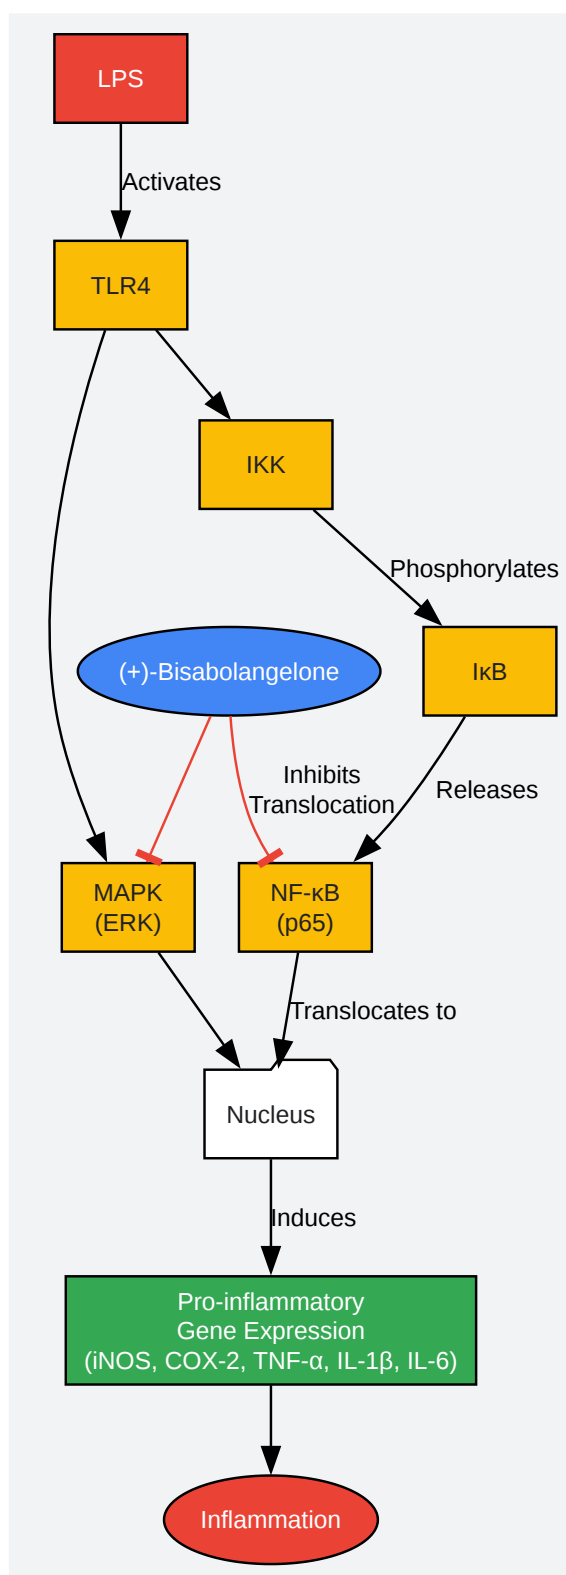 LPS
Activates
TLR4
IKK
Phosphorylates
(+)-Bisabolangelone
IκB
Inhibits
Translocation
Releases
MAPK
(ERK)
NF-κB
(p65)
Translocates to
Nucleus
Induces
Pro-inflammatory
Gene Expression
(iNOS, COX-2, TNF-α, IL-1β, IL-6)
Inflammation